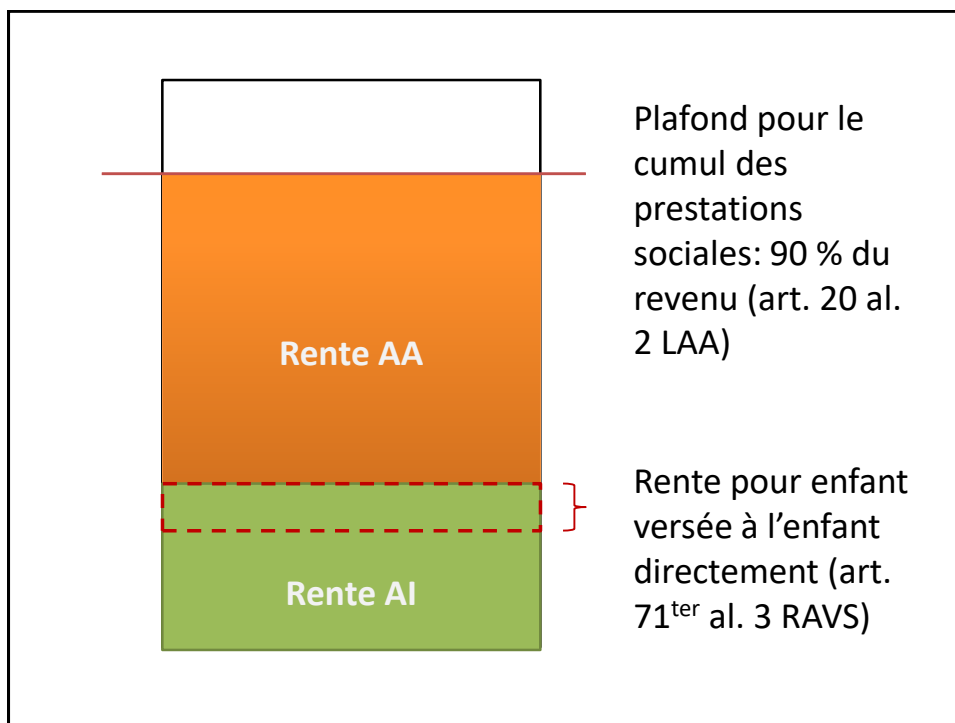 Plafond pour le
cumul des
prestations
sociales: 90 % du
revenu (art. 20 al.
2 LAA)
Rente AA
Rente pour enfant
versée à l’enfant
directement (art.
71ter al. 3 RAVS)
Rente AI